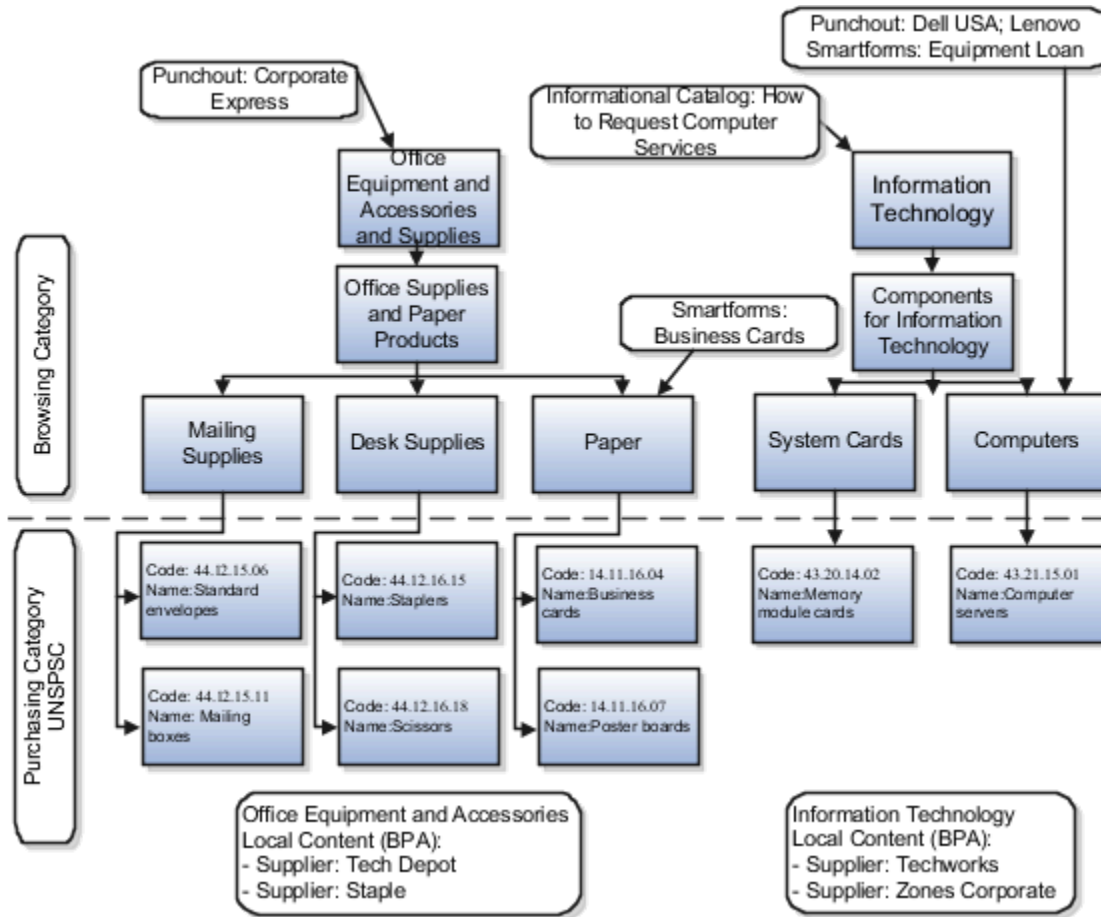 Punchout: Dell USA; Lenovo
Smartforms: Equipment Loan
Punchout: Corporate
Express
Informational Catalog: How
to Request Computer
Services
Office
Equipment and
Accessories
and Supplies
Information
Technology
Office Supplies
and Paper
Products
Components
for Information
Technology
Smartforms:
Business Cards
Browsing Category
Mailing
Supplies
Desk Supplies
Paper
System Cards
Computers
Purchasing Category
UNSPSC
Code: 44.12.15.06
Name:Standard
envelopes
Code: 44.12.16.15
Name:Staplers
Code: 14.11.16.04
Name:Business
cards
Code: 43.20.14.02
Name:Memory
module cards
Code: 43.21.15.01
Name:Computer
servers
Code: 44.12.15.11
Name: Mailing
boxes
Code: 44.12.16.18
Name:Scissors
Code: 14.11.16.07
Name:Poster boards
Office Equipment and Accessories
Local Content (BPA):
- Supplier: Tech Depot
- Supplier: Staple
Information Technology
Local Content (BPA):
- Supplier: Techworks
- Supplier: Zones Corporate